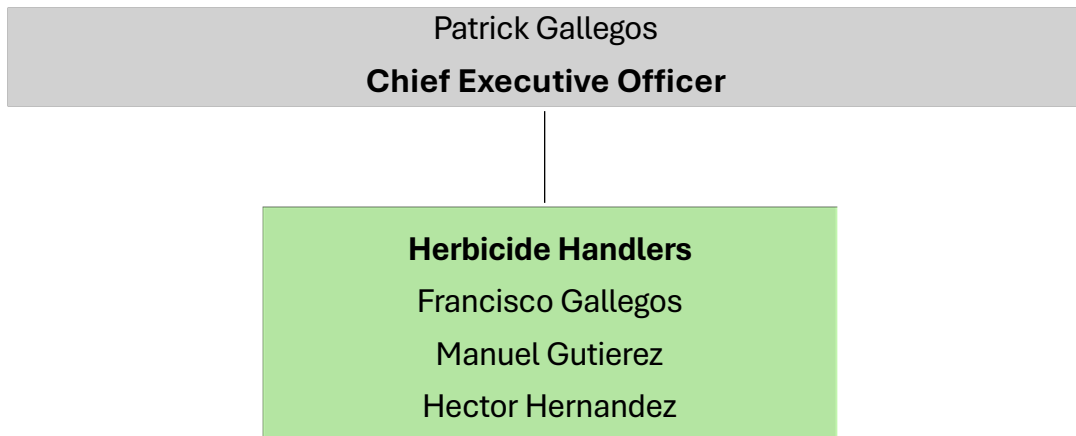 Patrick Gallegos
Chief Executive Officer
Herbicide Handlers
Francisco Gallegos
Manuel Gutierez
Hector Hernandez